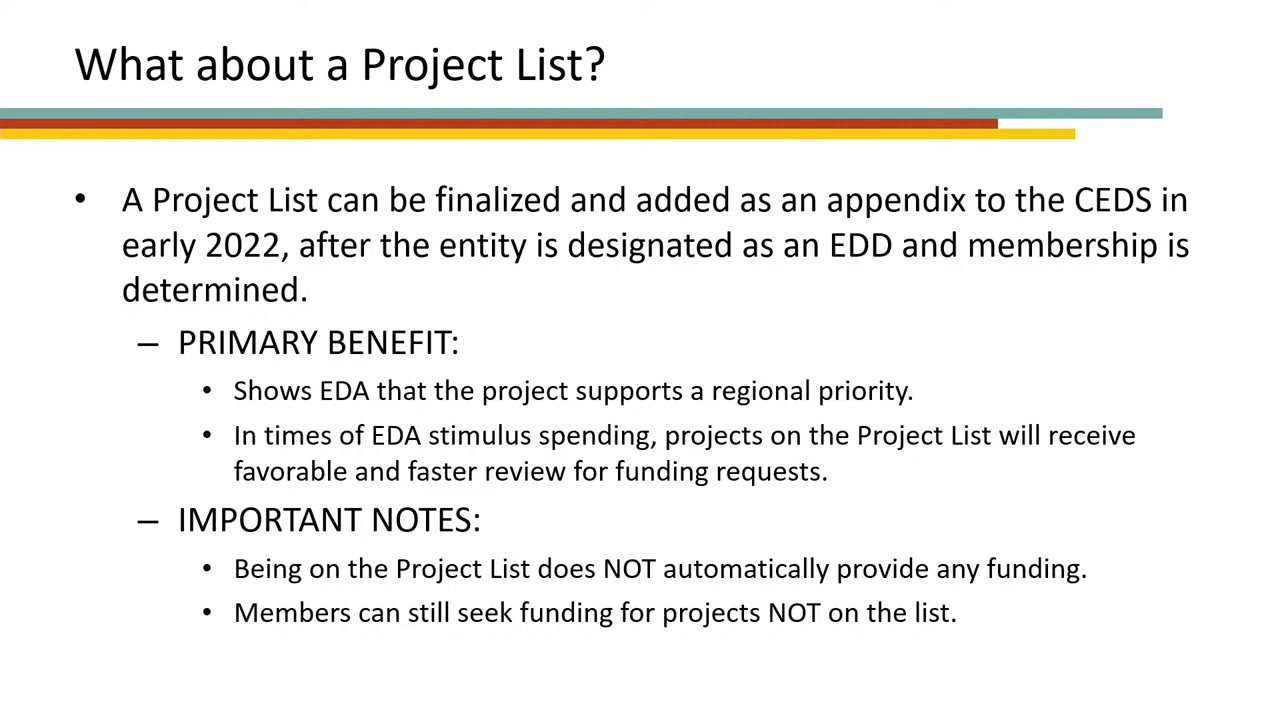 What about a Project List?
• A Project List can be finalized and added as an appendix to the CEDS in
early 2022, after the entity is designated as an EDD and membership is
determined.
– PRIMARY BENEFIT:
• Shows EDA that the project supports a regional priority.
• In times of EDA stimulus spending, projects on the Project List will receive
favorable and faster review for funding requests.
– IMPORTANT NOTES:
• Being on the Project List does NOT automatically provide any funding.
• Members can still seek funding for projects NOT on the list.